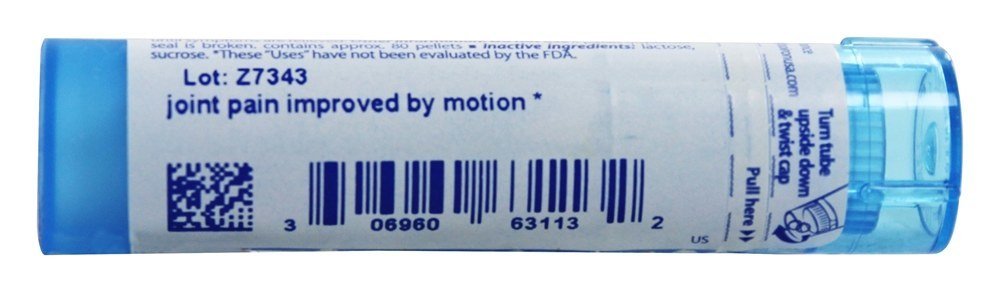 seal is broken. contains approx. 80 pellets ▪ Inactive ingredients: lactose,
sucrose. *These "Uses" have not been evaluated by the FDA.
Lot: Z7343
joint pain improved by motion *
3 06960 63113 2
US
Pull here
Turn tube
upside down
& twist cap